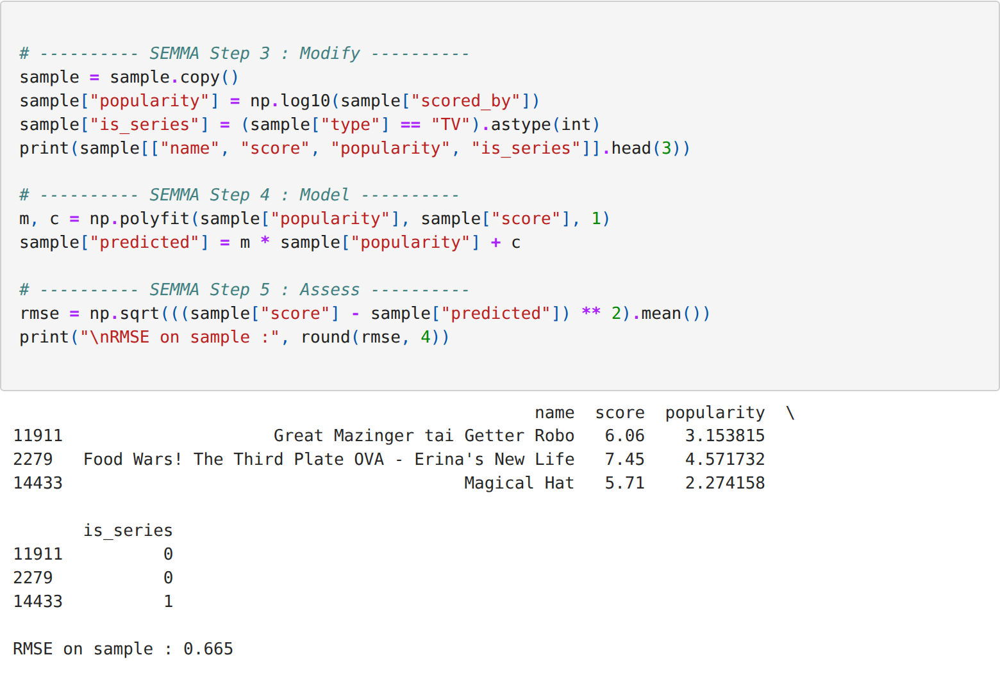 # ---------- SEMMA Step 3 : Modify ----------
sample = sample.copy()
sample["popularity"] = np.log10(sample["scored_by"])
sample["is_series"] = (sample["type"] == "TV").astype(int)
print(sample[["name", "score", "popularity", "is_series"]].head(3))

# ---------- SEMMA Step 4 : Model ----------
m, c = np.polyfit(sample["popularity"], sample["score"], 1)
sample["predicted"] = m * sample["popularity"] + c

# ---------- SEMMA Step 5 : Assess ----------
rmse = np.sqrt(((sample["score"] - sample["predicted"]) ** 2).mean())
print("\nRMSE on sample :", round(rmse, 4))

                                                    name  score  popularity  \
11911                     Great Mazinger tai Getter Robo   6.06    3.153815
2279   Food Wars! The Third Plate OVA - Erina's New Life   7.45    4.571732
14433                                        Magical Hat   5.71    2.274158

       is_series
11911          0
2279           0
14433          1

RMSE on sample : 0.665